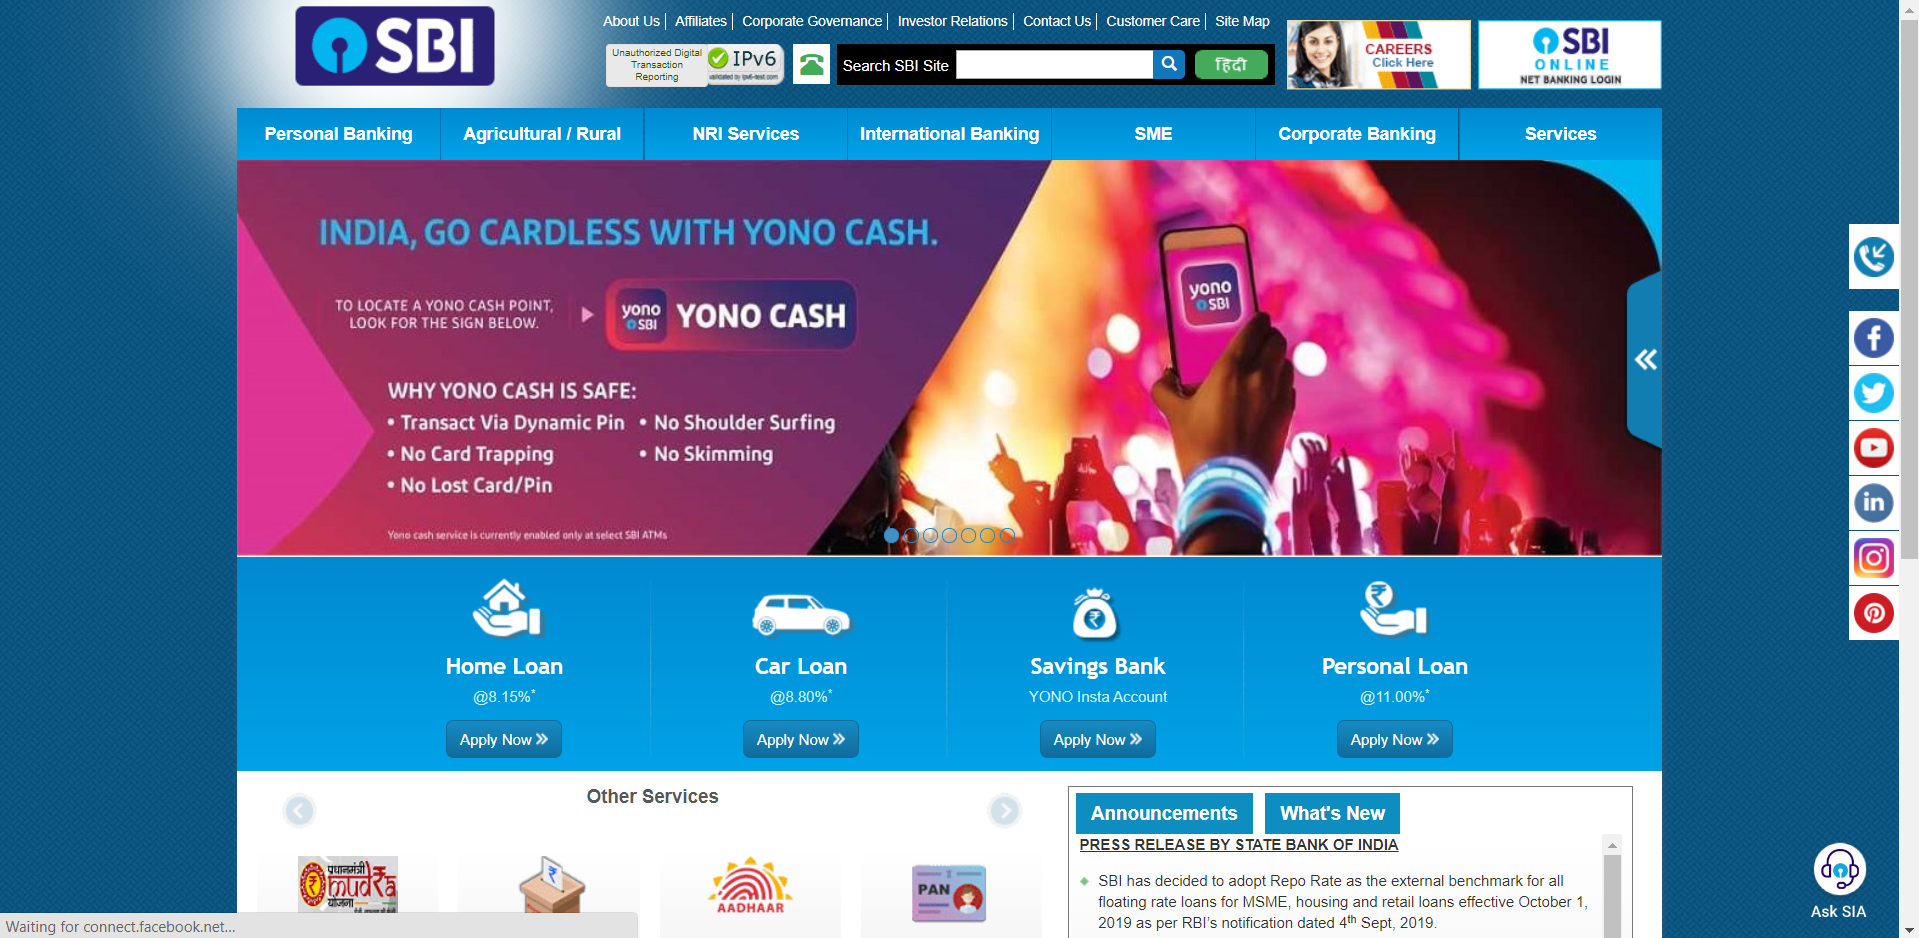 SBI
About Us
Affiliates
Corporate Governance
Investor Relations
Contact Us
Customer Care
Site Map
Unauthorized Digital
Transaction
Reporting
IPv6
validated by ipv6-test.com
Search SBI Site
हिंदी
CAREERS
Click Here
SBI
ONLINE
NET BANKING LOGIN
Personal Banking
Agricultural / Rural
NRI Services
International Banking
SME
Corporate Banking
Services
INDIA, GO CARDLESS WITH YONO CASH.
TO LOCATE A YONO CASH POINT,
LOOK FOR THE SIGN BELOW.
yono
SBI
YONO CASH
WHY YONO CASH IS SAFE:
• Transact Via Dynamic Pin • No Shoulder Surfing
• No Card Trapping • No Skimming
• No Lost Card/Pin
Yono cash service is currently enabled only at select SBI ATMs
yono
SBI
Home Loan
@8.15%*
Apply Now
Car Loan
@8.80%*
Apply Now
Savings Bank
YONO Insta Account
Apply Now
Personal Loan
@11.00%*
Apply Now
Other Services
प्रधानमंत्री
mudra
योजना
AADHAAR
PAN
Announcements
What's New
PRESS RELEASE BY STATE BANK OF INDIA
SBI has decided to adopt Repo Rate as the external benchmark for all
floating rate loans for MSME, housing and retail loans effective October 1,
2019 as per RBI's notification dated 4th Sept, 2019.
Ask SIA
Waiting for connect.facebook.net...